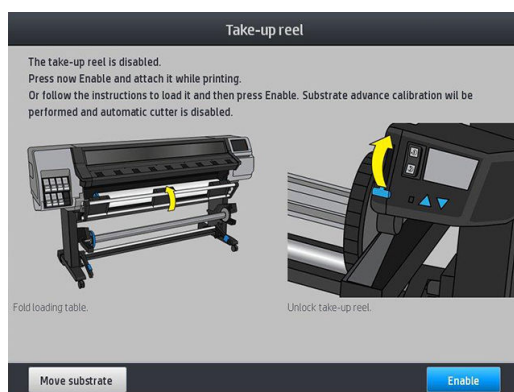 Take-up reel
The take-up reel is disabled.
Press now Enable and attach it while printing.
Or follow the instructions to load it and then press Enable. Substrate advance calibration wil be
performed and automatic cutter is disabled.
Fold loading table.
Unlock take-up reel.
Move substrate
Enable